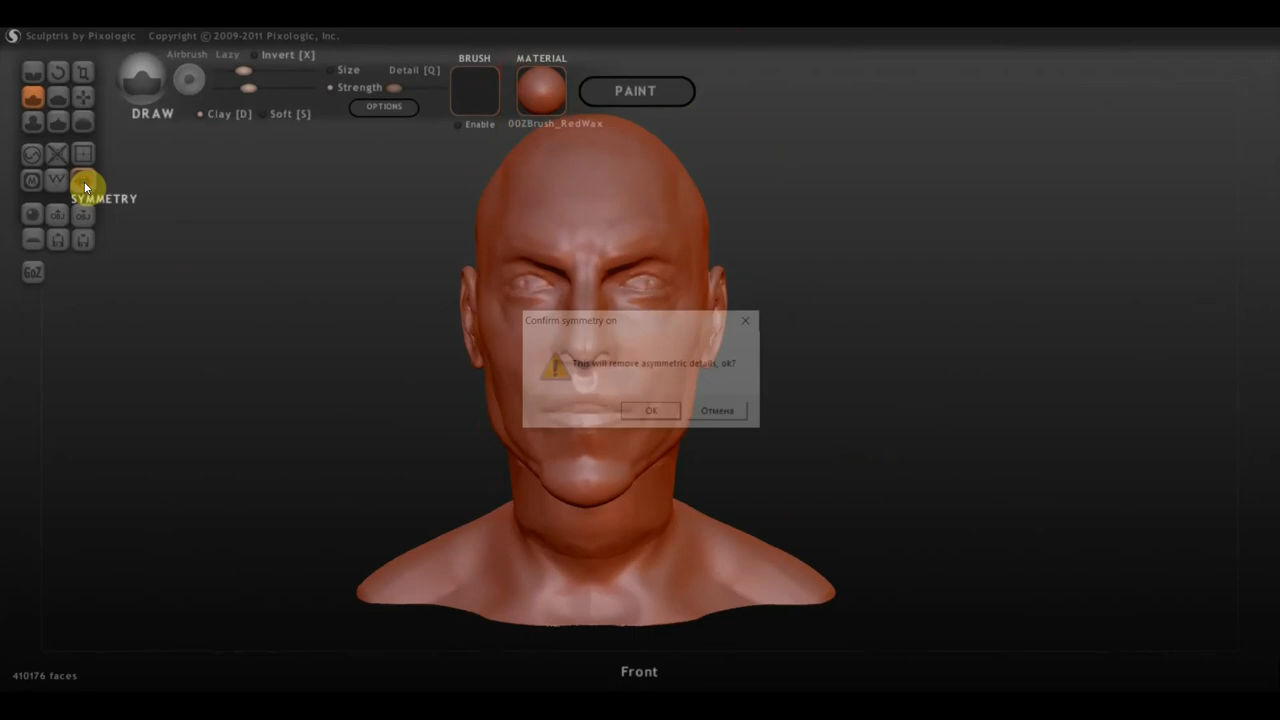 Sculptris by Pixologic Copyright © 2009-2011 Pixologic, Inc.
Airbrush Lazy Invert [X]
BRUSH MATERIAL
Size Detail [Q]
Strength
PAINT
OPTIONS
DRAW Clay [D] Soft [S]
Enable 00ZBrush_RedWax
M
SYMMETRY
OBJ OBJ
GoZ
Confirm symmetry on
This will remove asymmetric details, ok?
OK Отмена
Front
410176 faces